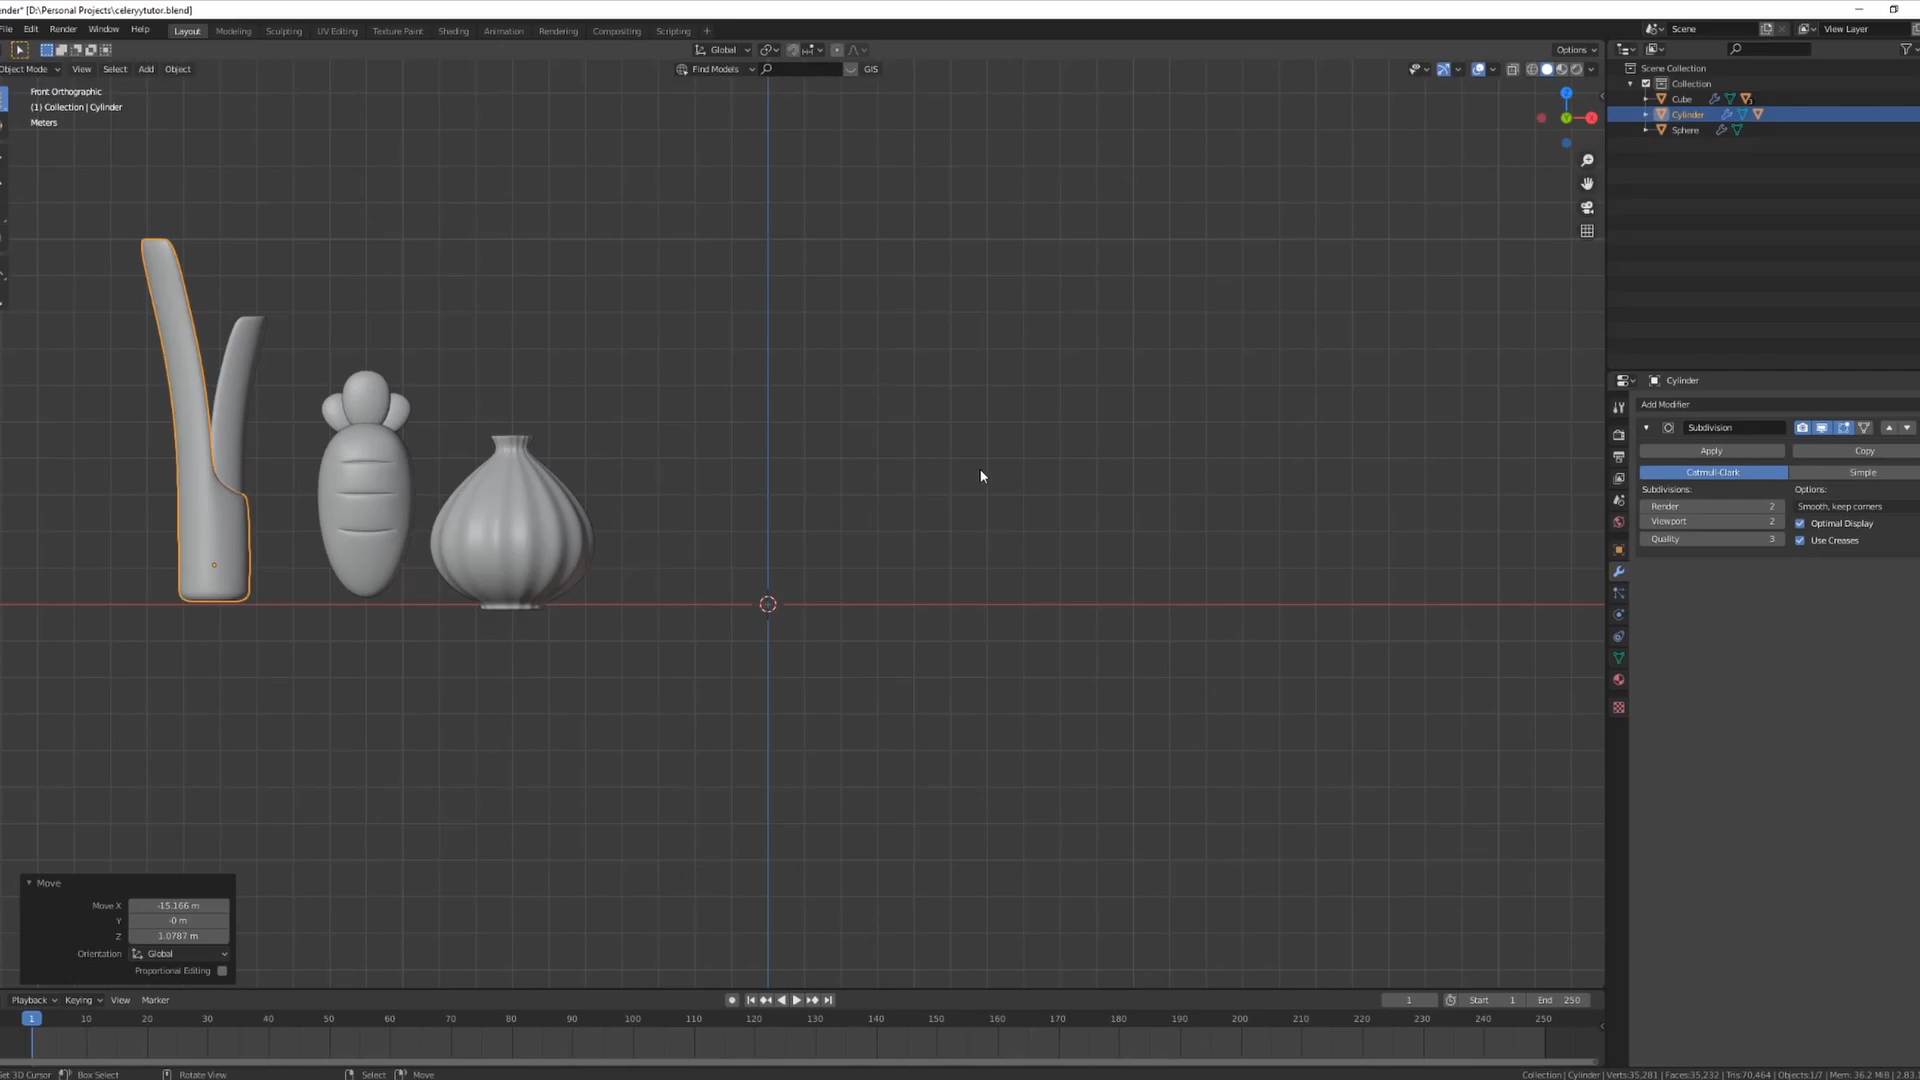 ender* [D:\Personal Projects\celeryytutor.blend]
File Edit Render Window Help Layout Modeling Sculpting UV Editing Texture Paint Shading Animation Rendering Compositing Scripting + Scene View Layer
Global Options
Object Mode View Select Add Object Find Models GIS
Front Orthographic
(1) Collection | Cylinder
Meters
Scene Collection
Collection
Cube
Cylinder
Sphere
Cylinder
Add Modifier
Subdivision
Apply Copy
Catmull-Clark Simple
Subdivisions: Options:
Render 2 Smooth, keep corners
Viewport 2 Optimal Display
Quality 3 Use Creases
Move
Move X -15.166 m
Y -0 m
Z 1.0787 m
Orientation Global
Proportional Editing
Playback Keying View Marker 1 Start 1 End 250
1 10 20 30 40 50 60 70 80 90 100 110 120 130 140 150 160 170 180 190 200 210 220 230 240 250
Set 3D Cursor Box Select Rotate View Select Move Collection | Cylinder | Verts:35,281 | Faces:35,232 | Tris:70,464 | Objects:1/7 | Mem: 36.2 MiB | 2.83.1